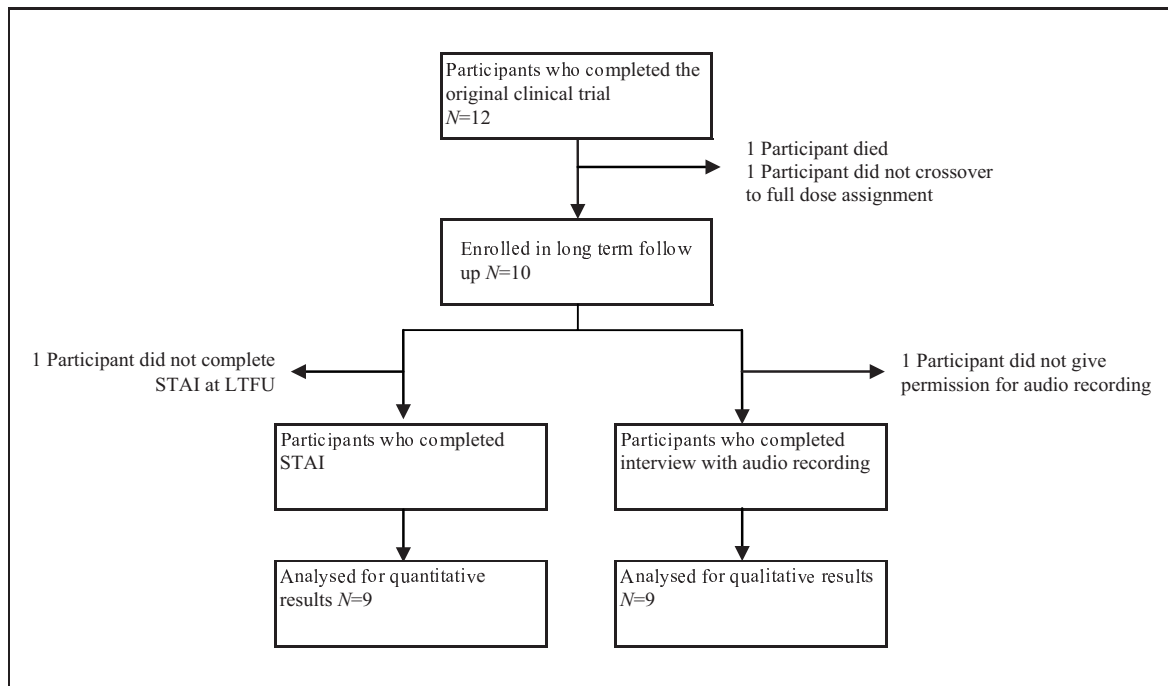 Participants who completed the
original clinical trial
N=12
1 Participant died
1 Participant did not crossover
to full dose assignment
Enrolled in long term follow
up N=10
1 Participant did not complete
STAI at LTFU
1 Participant did not give
permission for audio recording
Participants who completed
STAI
Participants who completed
interview with audio recording
Analysed for quantitative
results N=9
Analysed for qualitative results
N=9